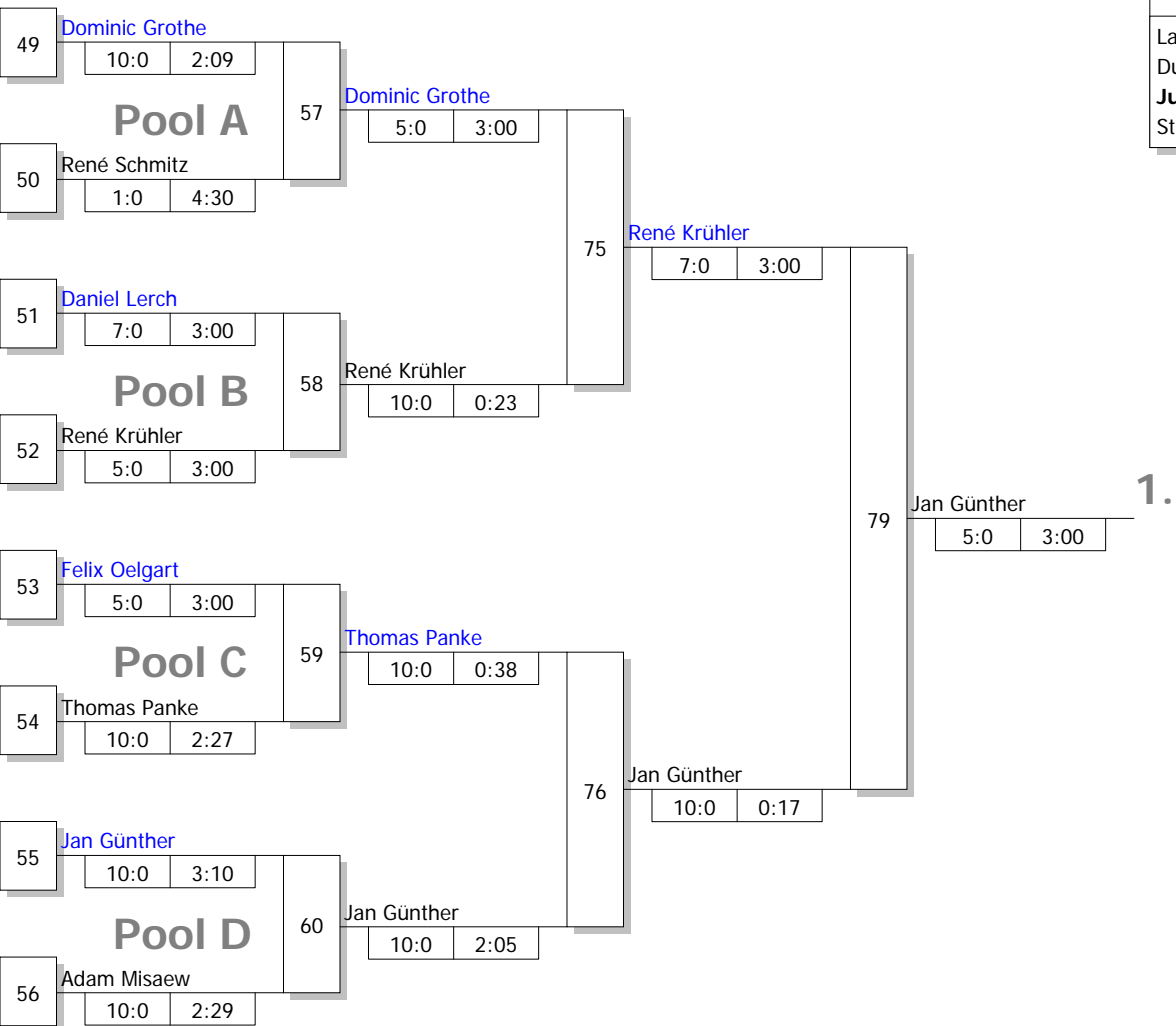 49
Dominic Grothe
10:0 2:09
Pool A
50
René Schmitz
1:0 4:30
57
Dominic Grothe
5:0 3:00
51
Daniel Lerch
7:0 3:00
Pool B
52
René Krühler
5:0 3:00
58
René Krühler
10:0 0:23
75
René Krühler
7:0 3:00
53
Felix Oelgart
5:0 3:00
Pool C
54
Thomas Panke
10:0 2:27
59
Thomas Panke
10:0 0:38
55
Jan Günther
10:0 3:10
Pool D
56
Adam Misaew
10:0 2:29
60
Jan Günther
10:0 2:05
76
Jan Günther
10:0 0:17
79
Jan Günther
5:0 3:00
1.
La
Du
Ju
St